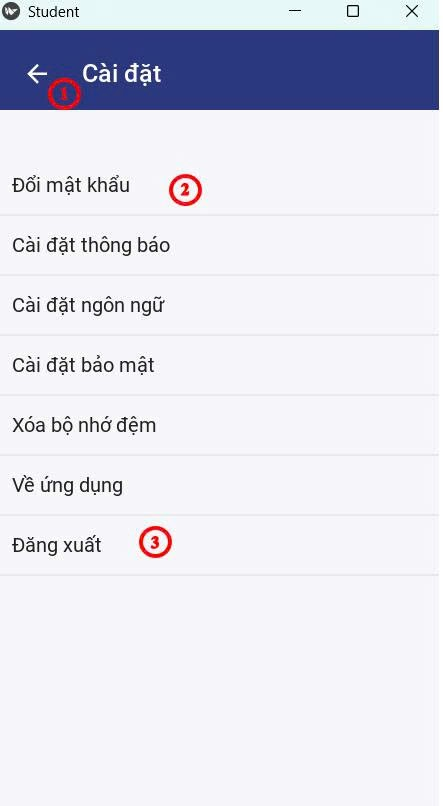 Student
Cài đặt
1
Đổi mật khẩu 2
Cài đặt thông báo
Cài đặt ngôn ngữ
Cài đặt bảo mật
Xóa bộ nhớ đệm
Về ứng dụng
Đăng xuất 3